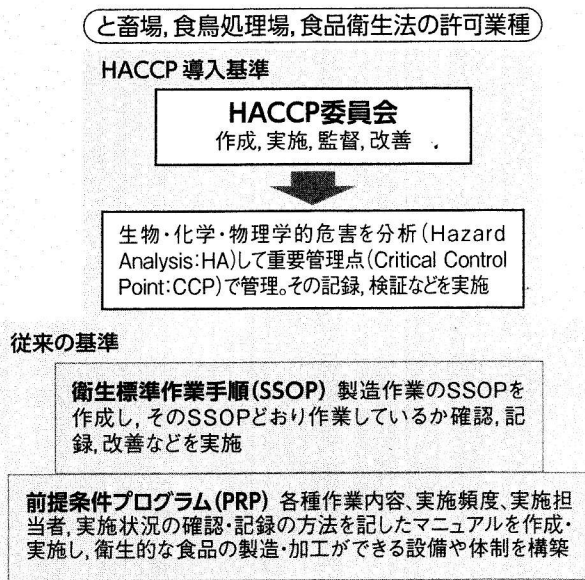 と畜場,食鳥処理場,食品衛生法の許可業種
HACCP 導入基準
HACCP委員会
作成,実施,監督,改善
生物・化学・物理学的危害を分析(Hazard
Analysis:HA)して重要管理点(Critical Control
Point:CCP)で管理。その記録,検証などを実施
従来の基準
衛生標準作業手順(SSOP) 製造作業のSSOPを
作成し,そのSSOPどおり作業しているか確認,記
録,改善などを実施
前提条件プログラム(PRP) 各種作業内容、実施頻度、実施担
当者,実施状況の確認・記録の方法を記したマニュアルを作成・
実施し,衛生的な食品の製造・加工ができる設備や体制を構築